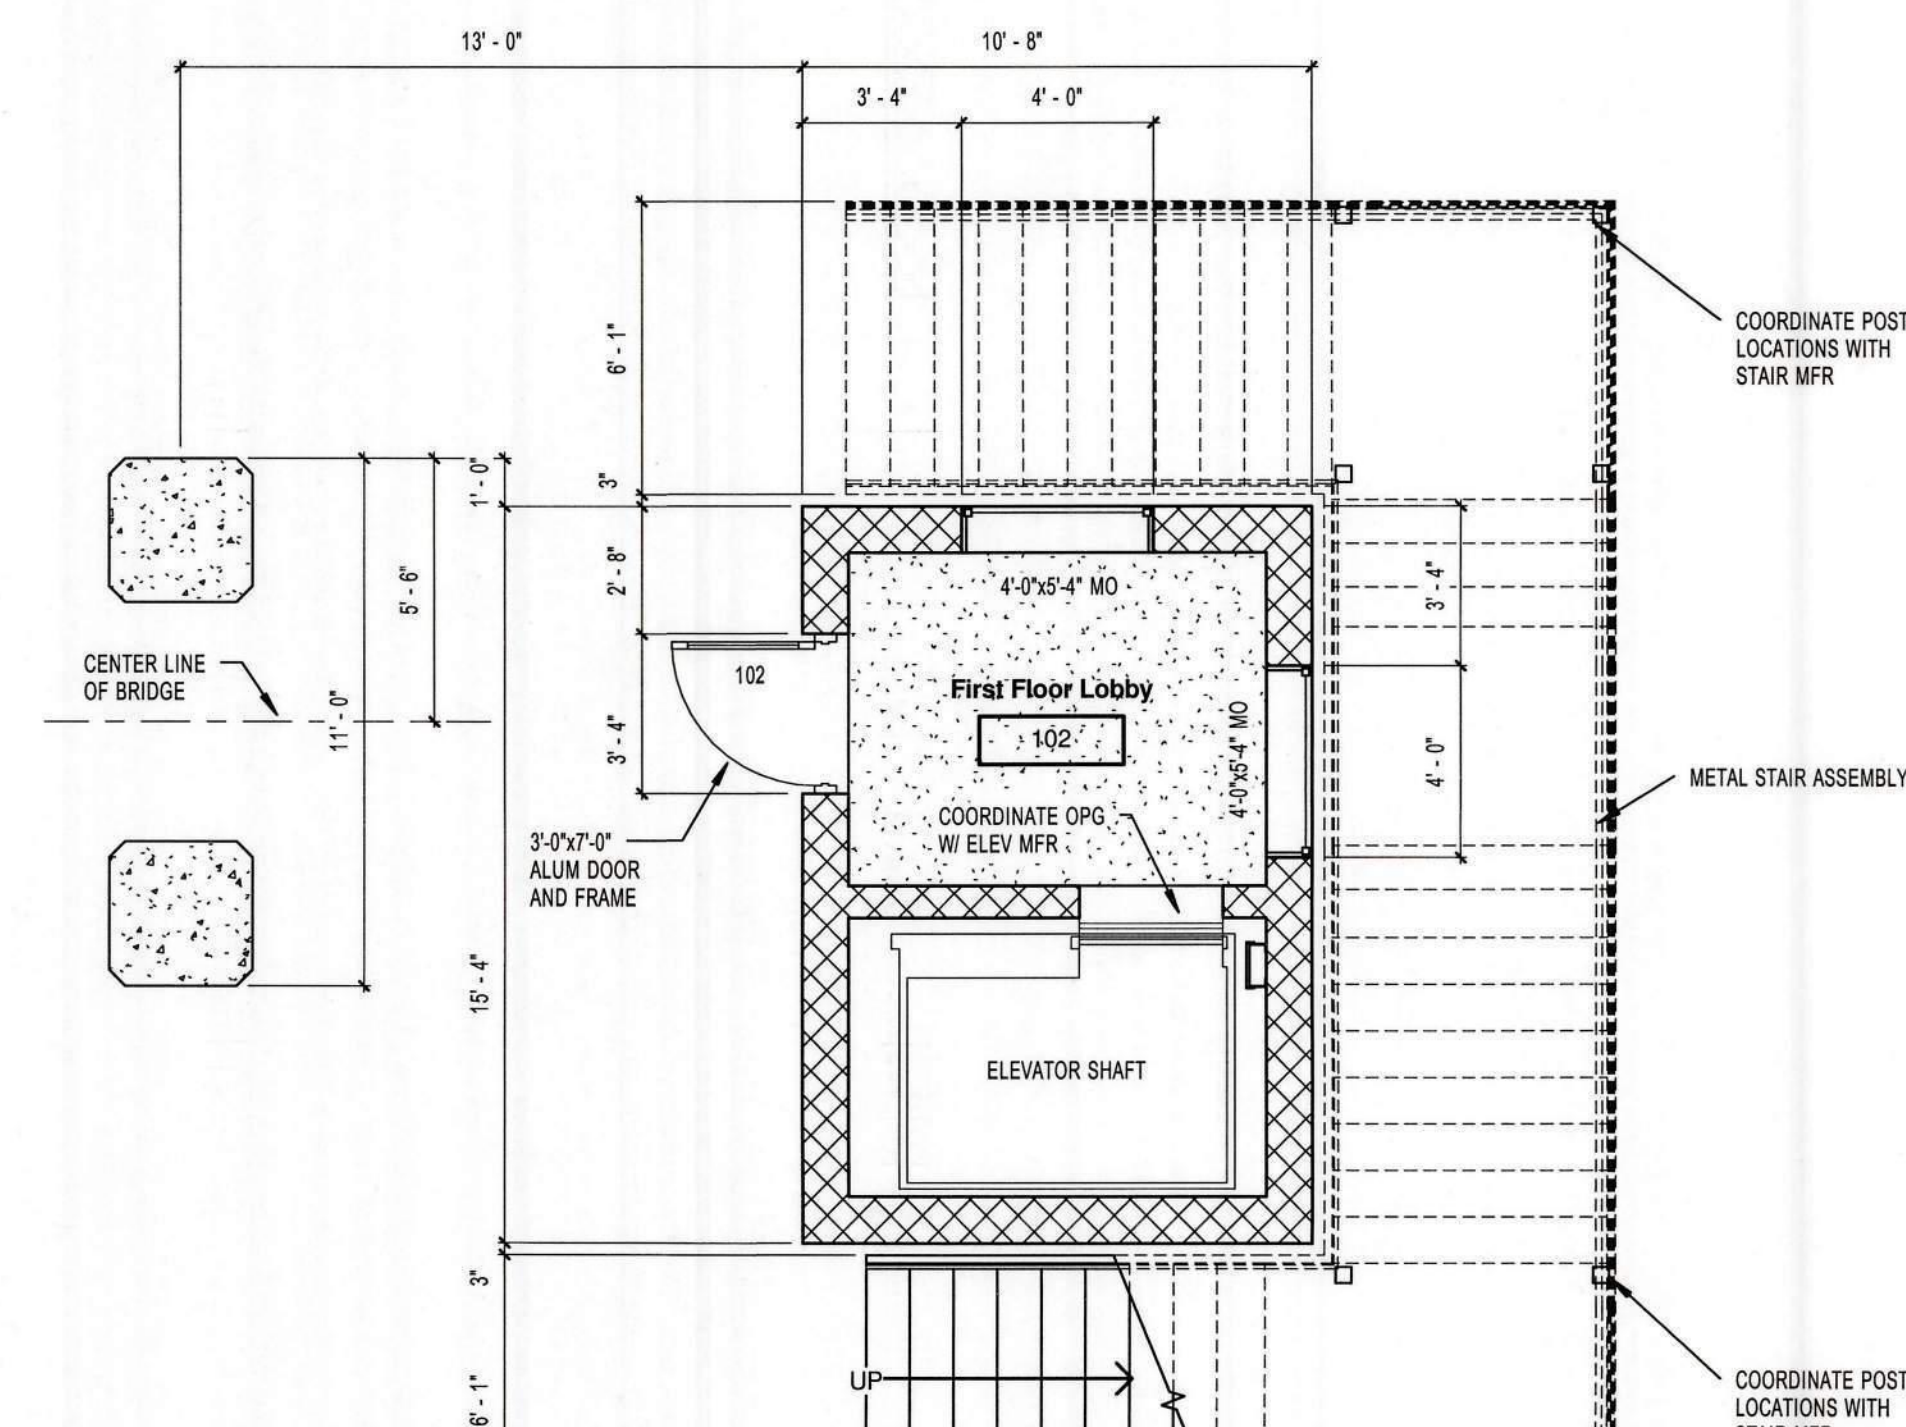 13' - 0"
10' - 8"
3' - 4"
4' - 0"
6' - 1"
COORDINATE POST
LOCATIONS WITH
STAIR MFR
1' - 0"
3"
5' - 6"
2' - 8"
3' - 4"
4'-0"x5'-4" MO
CENTER LINE
OF BRIDGE
102
First Floor Lobby
102
4'-0"x5'-4" MO
11' - 0"
3' - 4"
4' - 0"
METAL STAIR ASSEMBLY
COORDINATE OPG
W/ ELEV MFR
3'-0"x7'-0"
ALUM DOOR
AND FRAME
15' - 4"
ELEVATOR SHAFT
3"
6' - 1"
UP
COORDINATE POST
LOCATIONS WITH